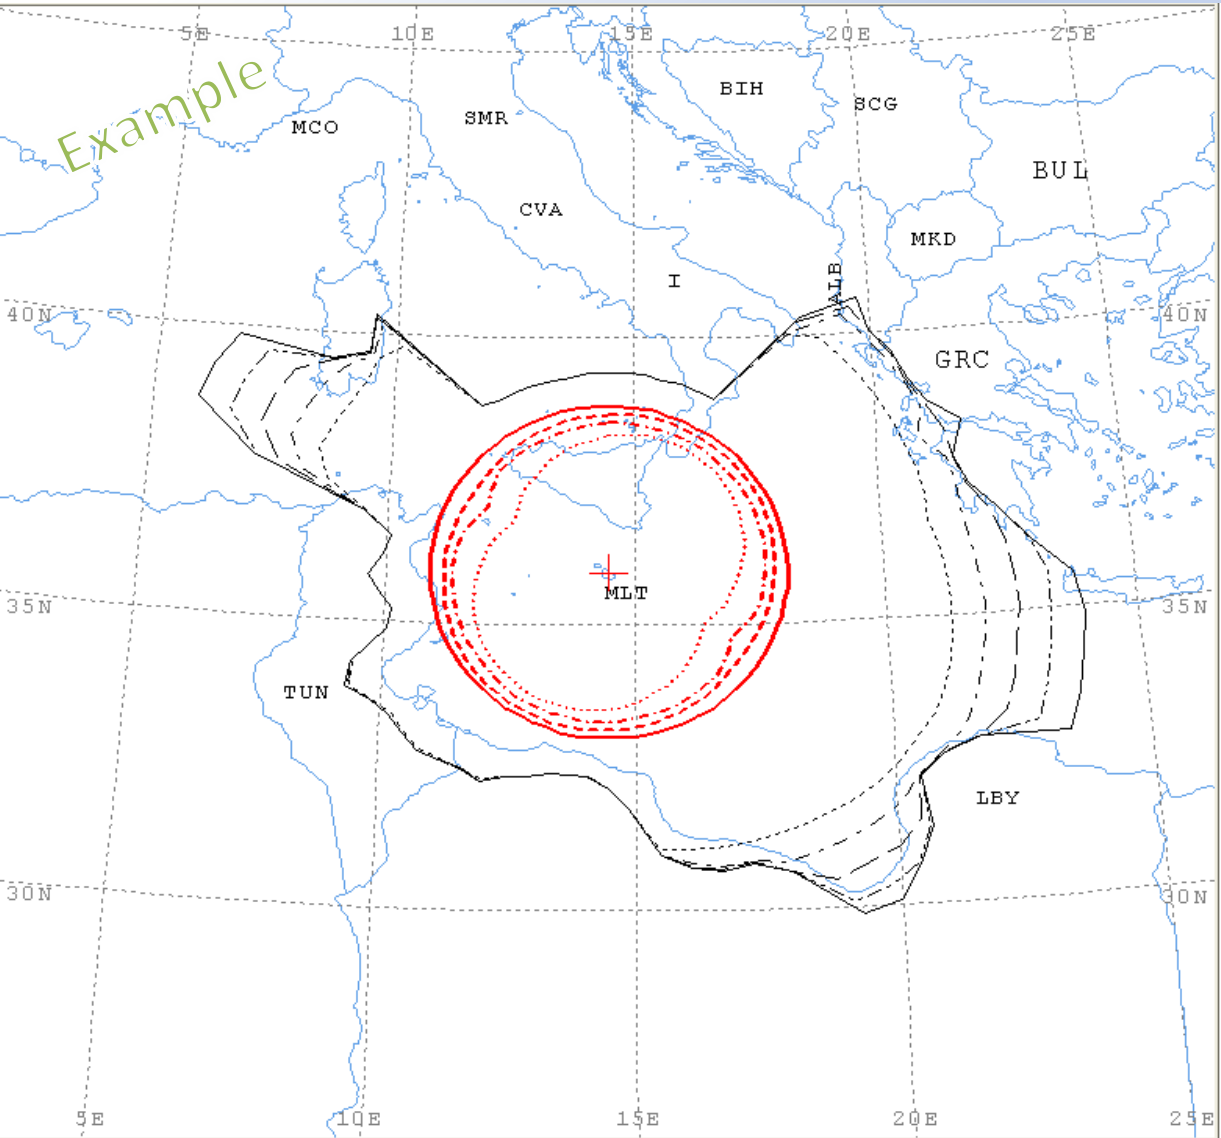 5E 10E 15E 20E 25E
Example
BIH
SCG
SMR
MCO
BUL
CVA
MKD
I
ALB
40N 40N
GRC
MLT
35N 35N
TUN
LBY
30N 30N
5E 10E 15E 20E 25E